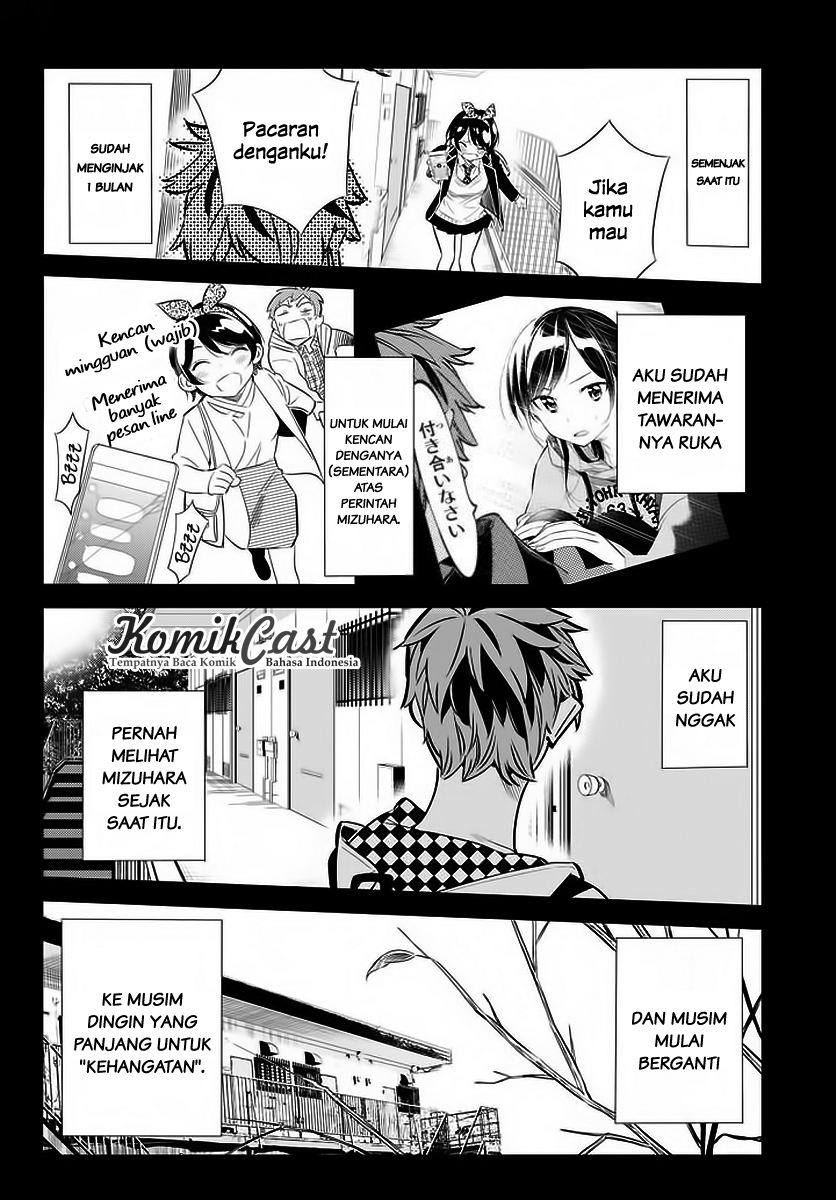 SEMENJAK
SAAT ITU
Jika
kamu
mau
Pacaran
denganku!
SUDAH
MENGINJAK
1 BULAN
AKU SUDAH
MENERIMA
TAWARAN-
NYA RUKA
付き合いなさい
つ
あ
UNTUK MULAI
KENCAN
DENGANYA
(SEMENTARA)
ATAS
PERINTAH
MIZUHARA.
Kencan
mingguan (wajib)
Menerima
banyak
pesan line
Bzzz
Bzzz
AKU
SUDAH
NGGAK
KomikCast
Tempatnya Baca Komik Bahasa Indonesia
PERNAH
MELIHAT
MIZUHARA
SEJAK
SAAT ITU.
DAN MUSIM
MULAI
BERGANTI
KE MUSIM
DINGIN YANG
PANJANG UNTUK
"KEHANGATAN".